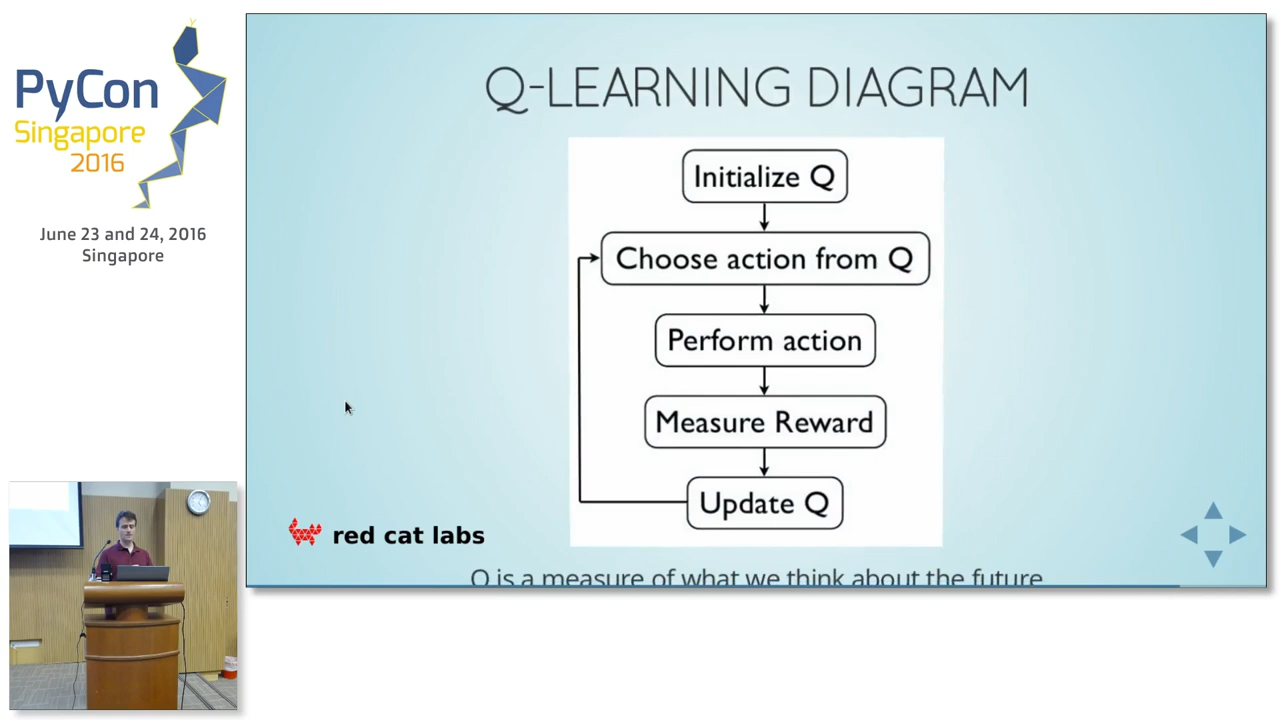 PyCon
Singapore
2016
June 23 and 24, 2016
Singapore
Q-LEARNING DIAGRAM
Initialize Q
Choose action from Q
Perform action
Measure Reward
Update Q
red cat labs
Q is a measure of what we think about the future